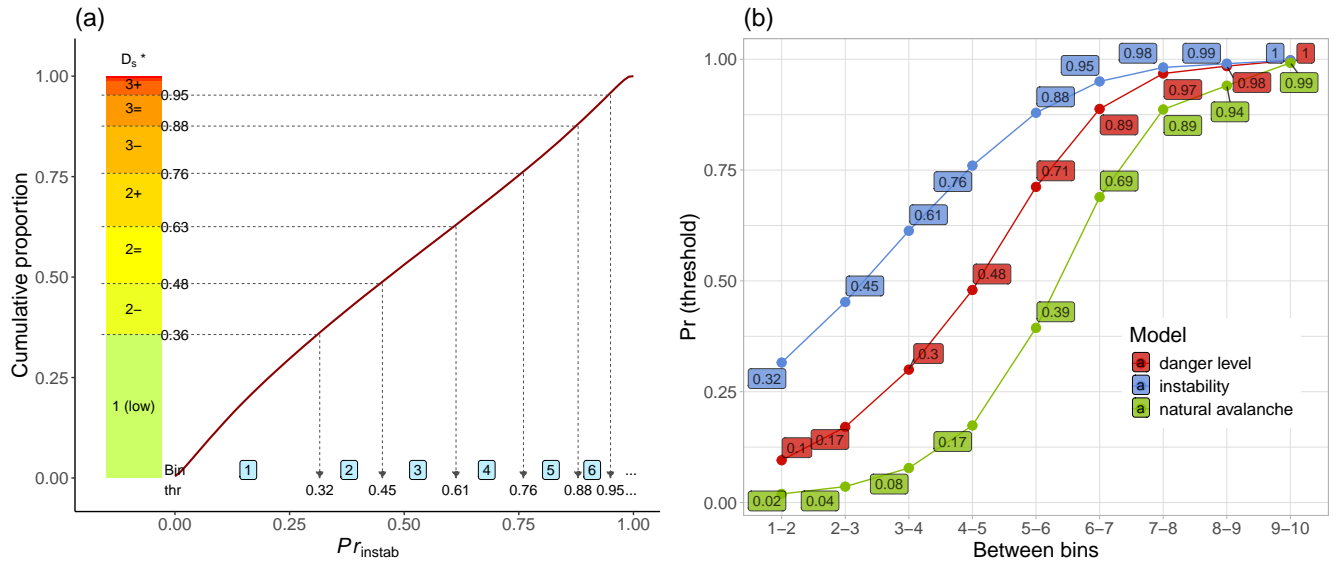 (a)
D_s *
1.00
0.75
0.50
0.25
0.00
Cumulative proportion
3+
3=
3−
2+
2=
2−
1 (low)
0.95
0.88
0.76
0.63
0.48
0.36
Bin 1 2 3 4 5 6 ...
thr 0.32 0.45 0.61 0.76 0.88 0.95...
0.00 0.25 0.50 0.75 1.00
Pr_instab
(b)
1.00
0.75
0.50
0.25
0.00
Pr (threshold)
0.32 0.45 0.61 0.76 0.88 0.95 0.98 0.99 1
0.1 0.17 0.3 0.48 0.71 0.89 0.97 0.98 1
0.02 0.04 0.08 0.17 0.39 0.69 0.89 0.94 0.99
Model
a danger level
a instability
a natural avalanche
1–2 2–3 3–4 4–5 5–6 6–7 7–8 8–9 9–10
Between bins